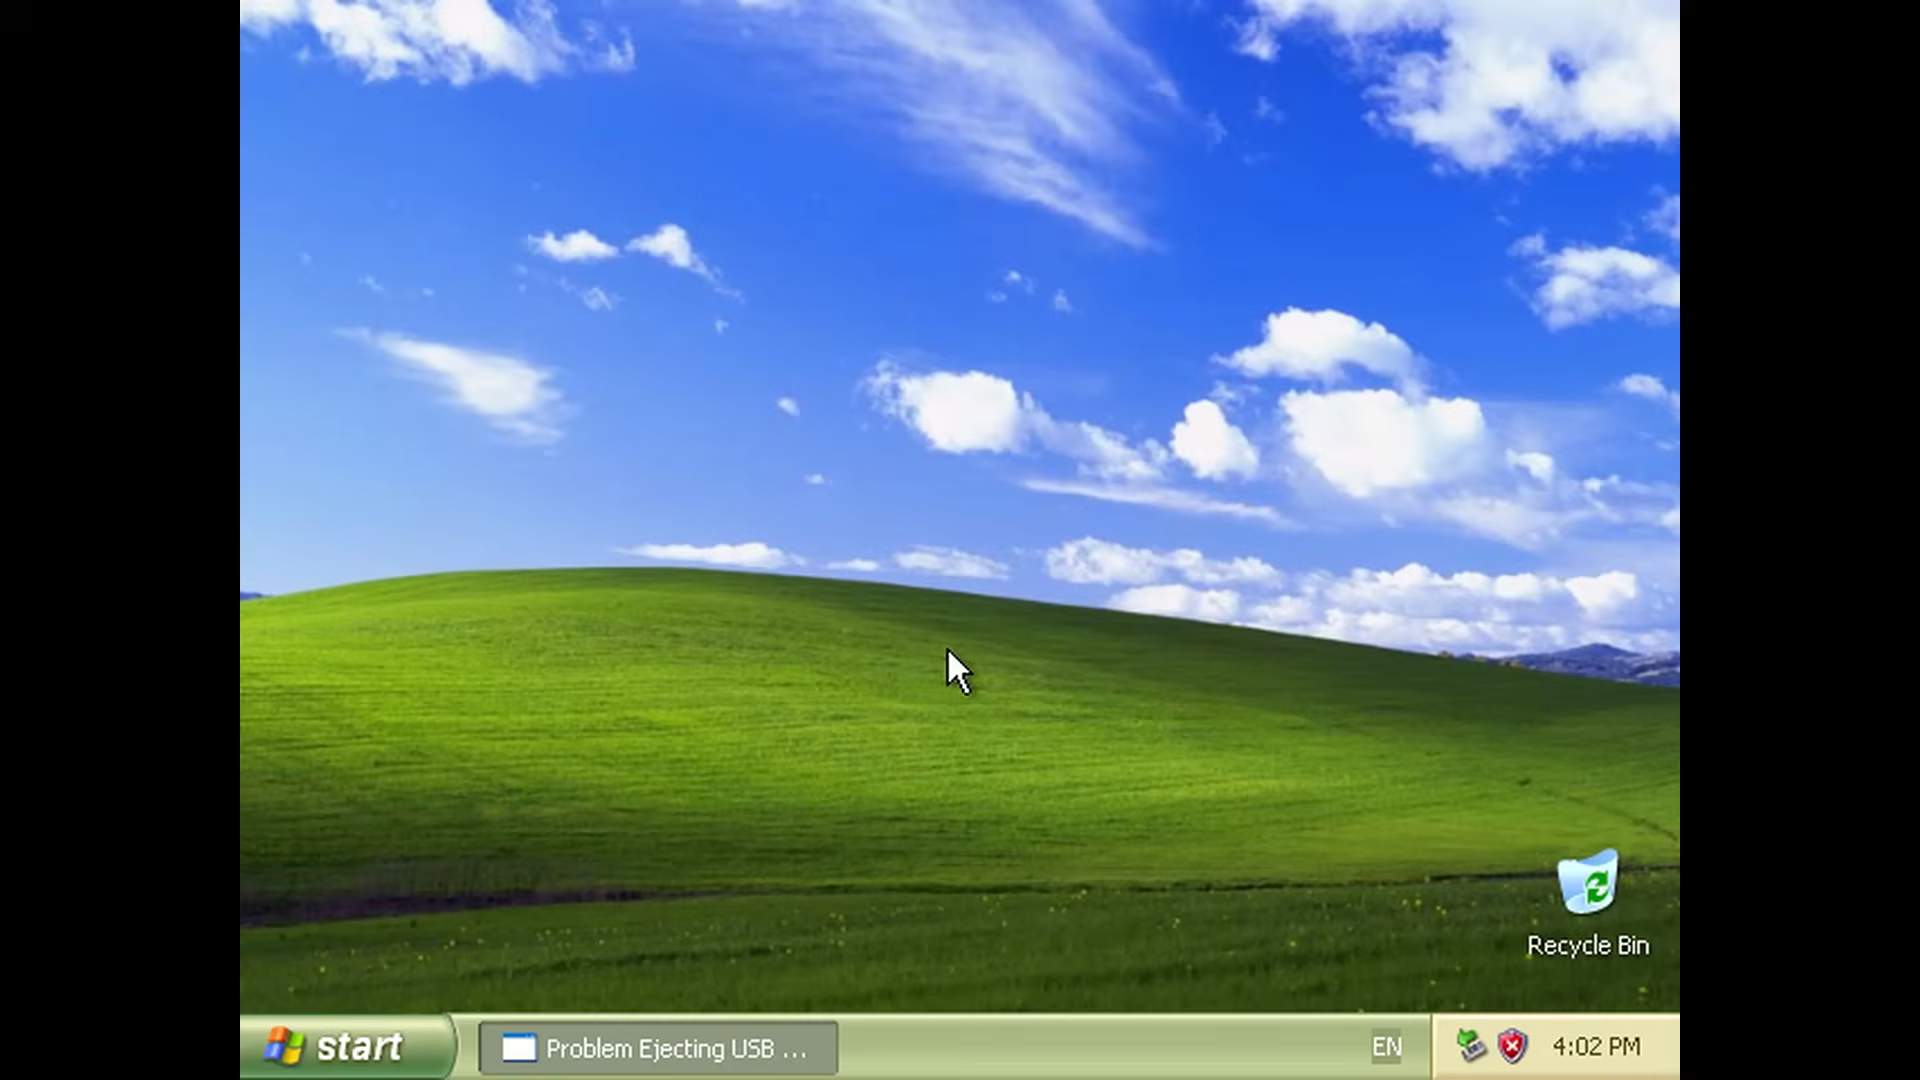 Recycle Bin
start
Problem Ejecting USB ...
EN
4:02 PM